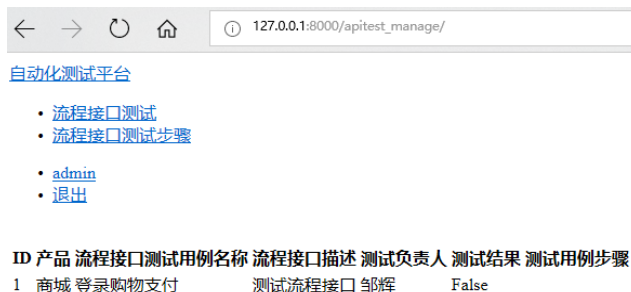 127.0.0.1:8000/apitest_manage/
自动化测试平台
流程接口测试
流程接口测试步骤
admin
退出
ID 产品 流程接口测试用例名称 流程接口描述 测试负责人 测试结果 测试用例步骤
1 商城 登录购物支付 测试流程接口 邹辉 False